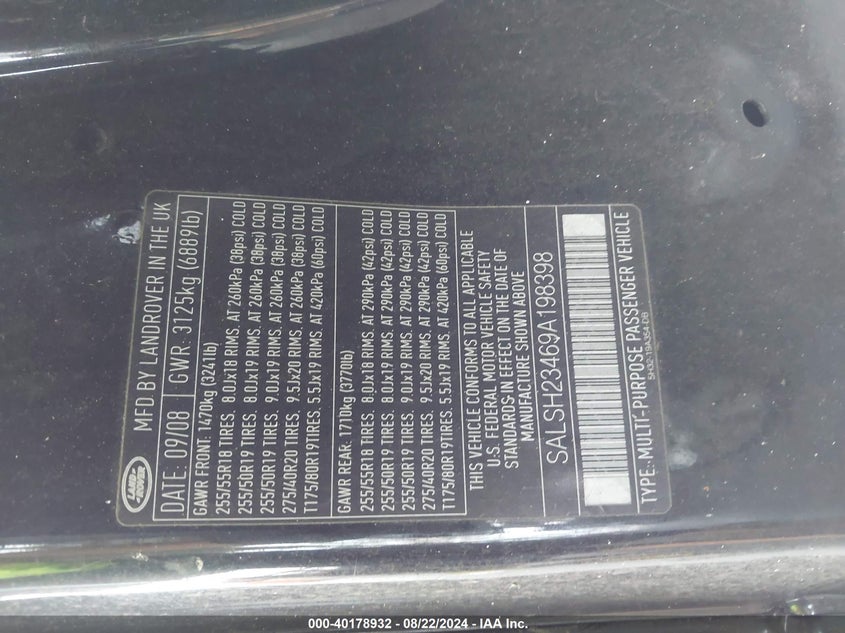 LAND ROVER
MFD BY LANDROVER IN THE UK
DATE: 09/08 GWR: 3125kg (6889lb)
GAWR FRONT: 1470kg (3241lb)
255/55R18 TIRES. 8.0Jx18 RIMS. AT 260kPa (38psi) COLD
255/50R19 TIRES. 8.0Jx19 RIMS. AT 260kPa (38psi) COLD
255/50R19 TIRES. 9.0Jx19 RIMS. AT 260kPa (38psi) COLD
275/40R20 TIRES. 9.5Jx20 RIMS. AT 260kPa (38psi) COLD
T175/80R19TIRES. 5.5Jx19 RIMS. AT 420kPa (60psi) COLD
GAWR REAR: 1710kg (3770lb)
255/55R18 TIRES. 8.0Jx18 RIMS. AT 290kPa (42psi) COLD
255/50R19 TIRES. 8.0Jx19 RIMS. AT 290kPa (42psi) COLD
255/50R19 TIRES. 9.0Jx19 RIMS. AT 290kPa (42psi) COLD
275/40R20 TIRES. 9.5Jx20 RIMS. AT 290kPa (42psi) COLD
T175/80R19TIRES. 5.5Jx19 RIMS. AT 420kPa (60psi) COLD
THIS VEHICLE CONFORMS TO ALL APPLICABLE
U.S. FEDERAL MOTOR VEHICLE SAFETY
STANDARDS IN EFFECT ON THE DATE OF
MANUFACTURE SHOWN ABOVE
SALSH23469A198398
TYPE: MULTI-PURPOSE PASSENGER VEHICLE
000-40178932 - 08/22/2024 - IAA Inc.